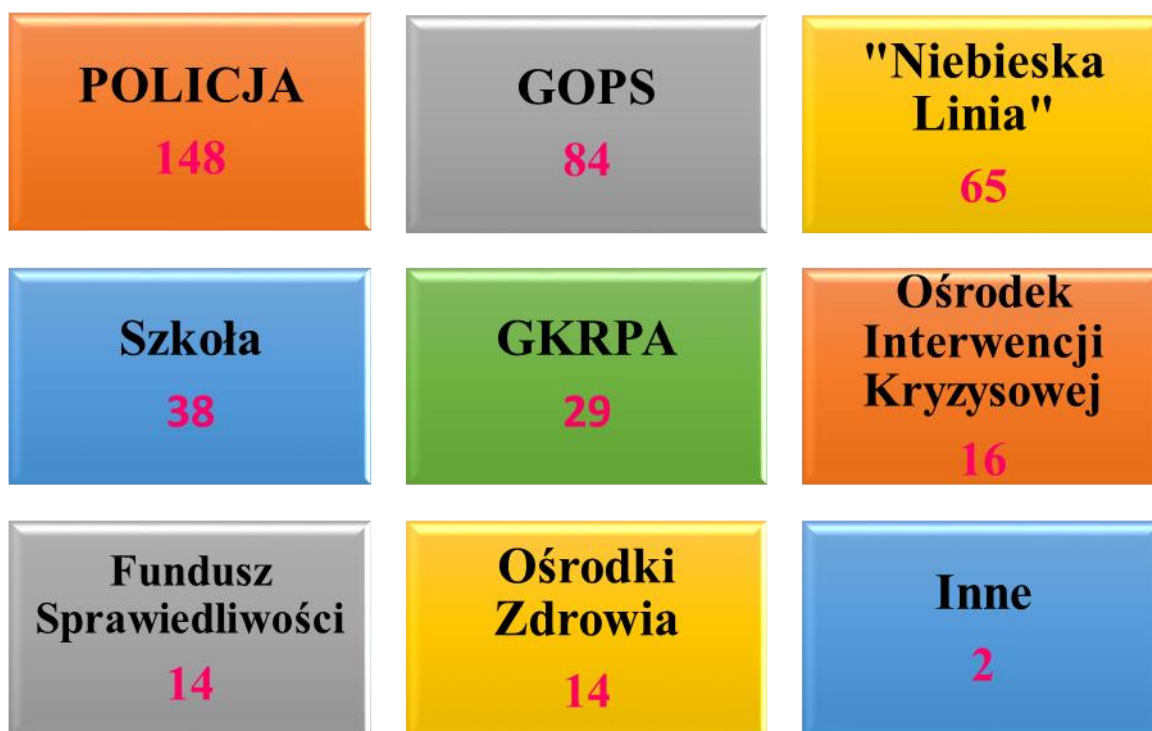 POLICJA
148
GOPS
84
"Niebieska
Linia"
65
Szkoła
38
GKRPA
29
Ośrodek
Interwencji
Kryzysowej
16
Fundusz
Sprawiedliwości
14
Ośrodki
Zdrowia
14
Inne
2